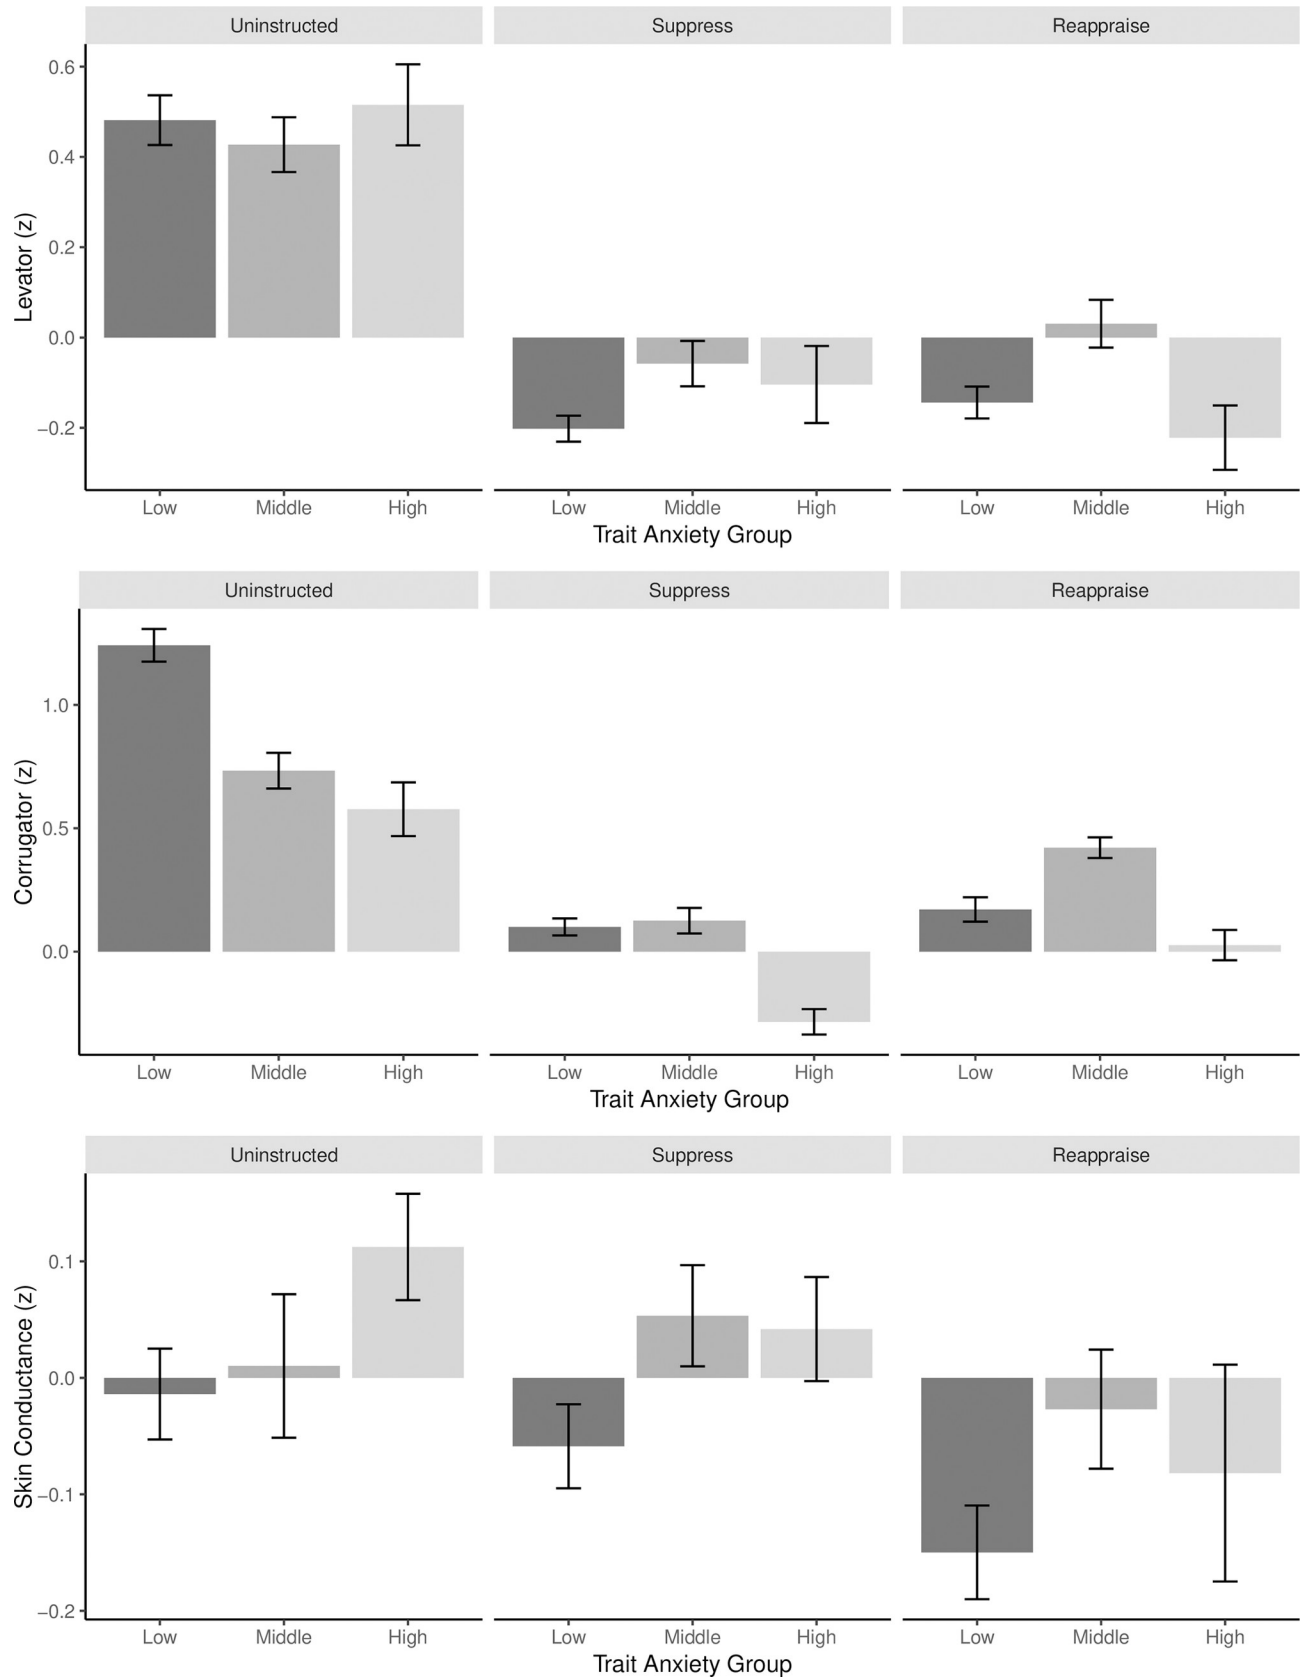 Uninstructed Suppress Reappraise
0.6
0.4
0.2
0.0
−0.2
Levator (z)
Low Middle High Low Middle High Low Middle High
Trait Anxiety Group
Uninstructed Suppress Reappraise
1.0
0.5
0.0
Corrugator (z)
Low Middle High Low Middle High Low Middle High
Trait Anxiety Group
Uninstructed Suppress Reappraise
0.1
0.0
−0.1
−0.2
Skin Conductance (z)
Low Middle High Low Middle High Low Middle High
Trait Anxiety Group